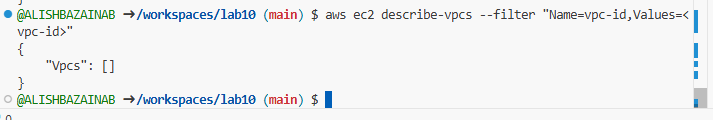 }
@ALISHBAZAINAB ➜/workspaces/lab10 (main) $ aws ec2 describe-vpcs --filter "Name=vpc-id,Values=<
vpc-id>"
{
    "Vpcs": []
}
@ALISHBAZAINAB ➜/workspaces/lab10 (main) $